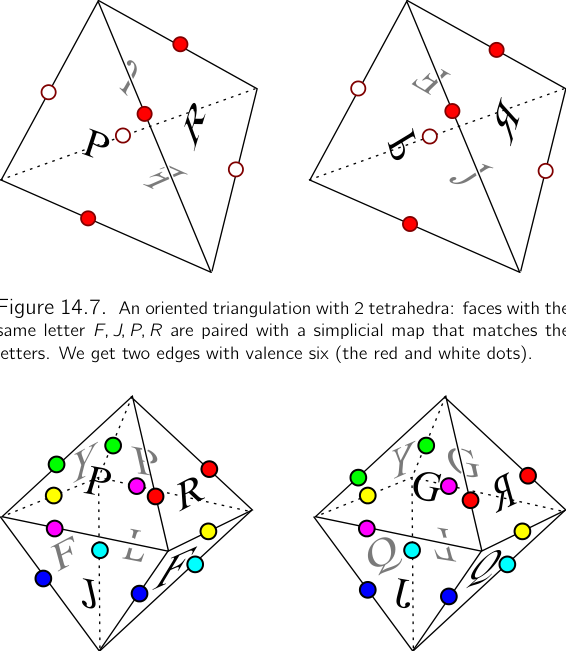 J
R
P
F
F
R
P
J
Figure 14.7. An oriented triangulation with 2 tetrahedra: faces with the
same letter F, J, P, R are paired with a simplicial map that matches the
letters. We get two edges with valence six (the red and white dots).
Y P
P
R
F L F
J
Y G
G
R
Q L Q
J